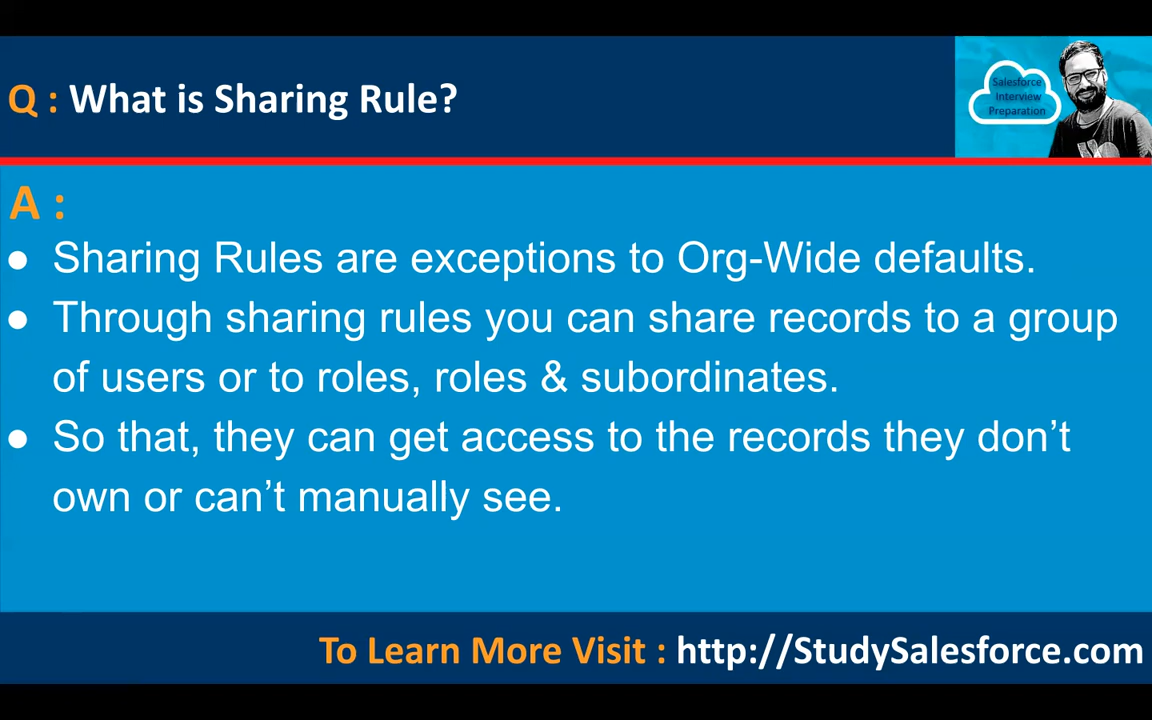 Q : What is Sharing Rule?
Salesforce
Interview
Preparation
A :
● Sharing Rules are exceptions to Org-Wide defaults.
● Through sharing rules you can share records to a group
of users or to roles, roles & subordinates.
● So that, they can get access to the records they don’t
own or can’t manually see.
To Learn More Visit : http://StudySalesforce.com